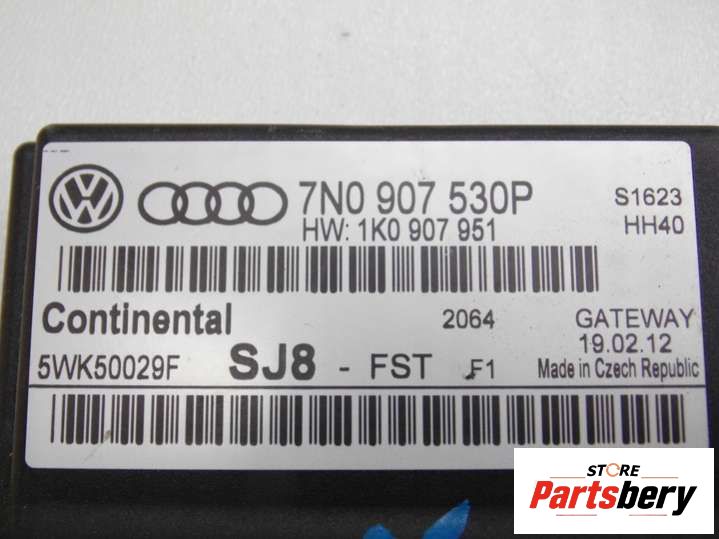 7N0 907 530P
HW: 1K0 907 951
S1623
HH40
Continental
2064
GATEWAY
19.02.12
5WK50029F
SJ8 - FST F1
Made in Czech Republic
STORE
Partsbery